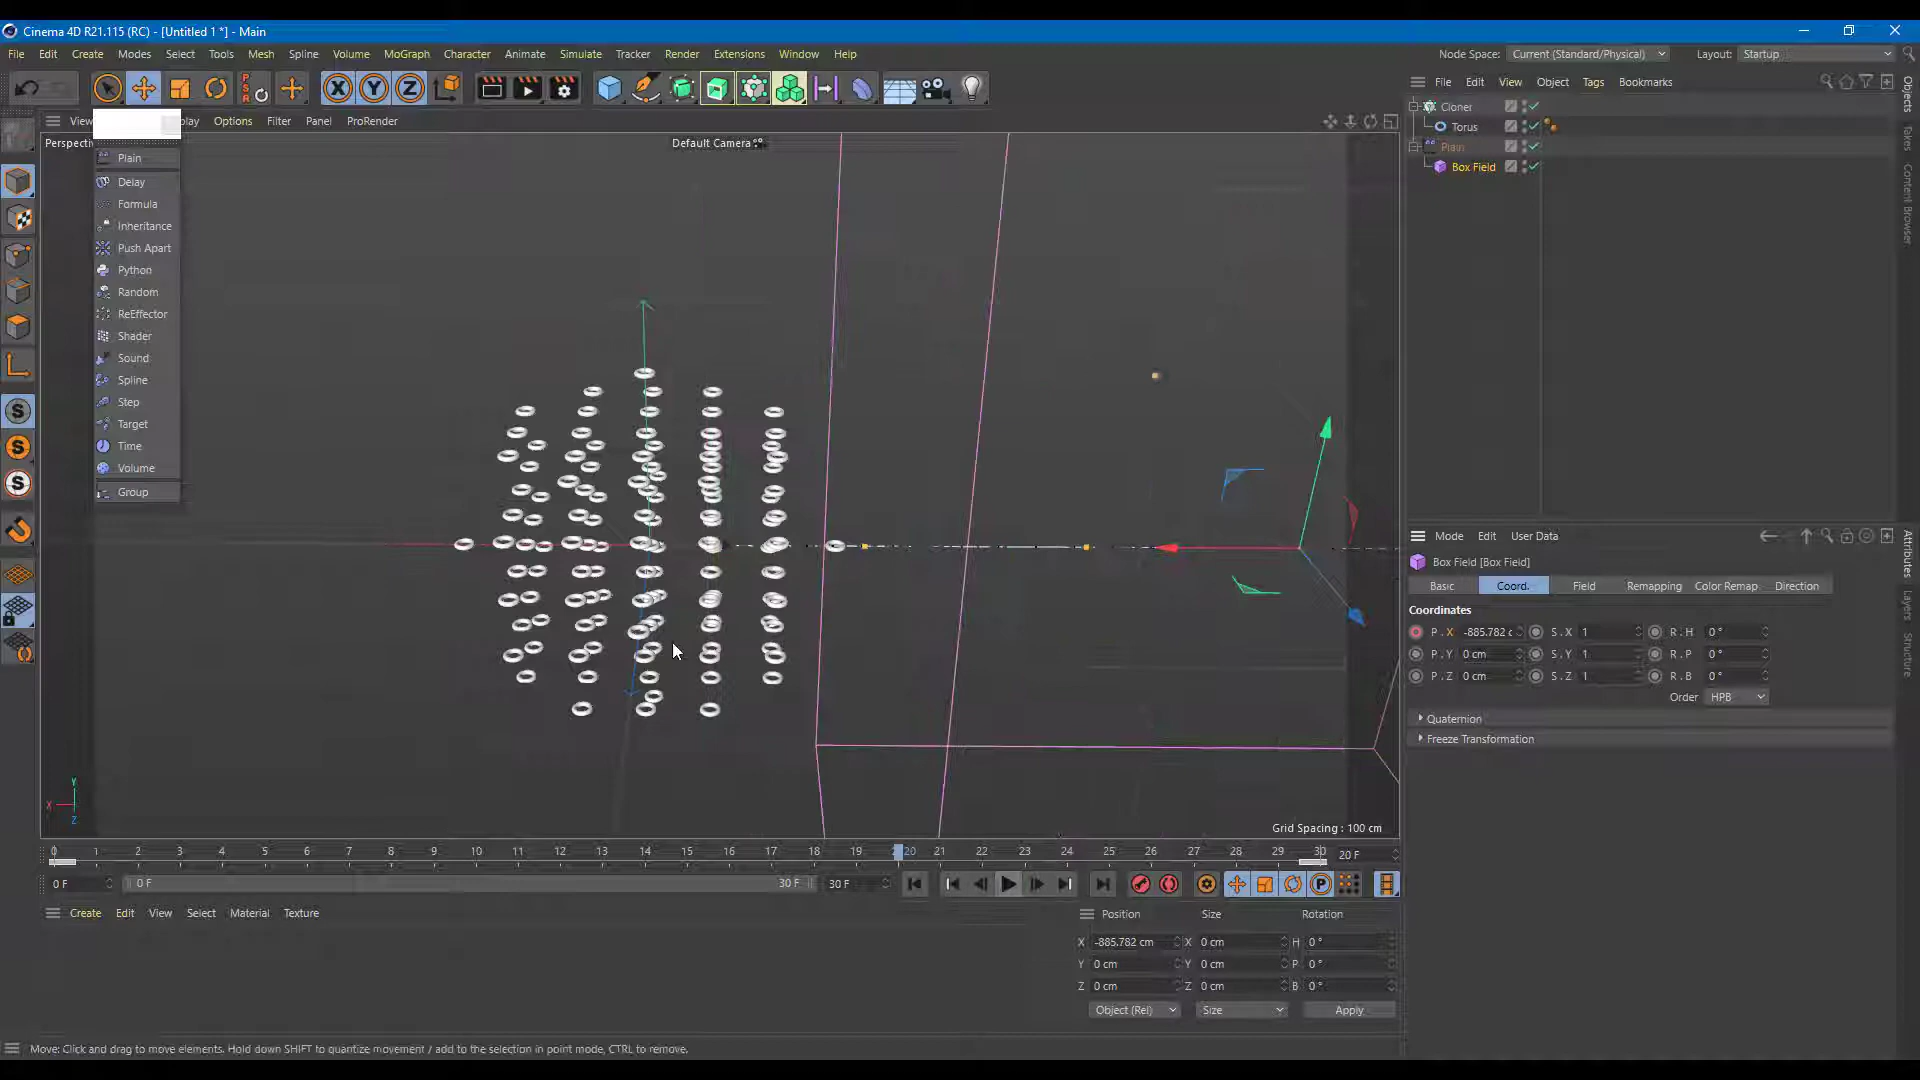 Cinema 4D R21.115 (RC) - [Untitled 1 *] - Main
File Edit Create Modes Select Tools Mesh Spline Volume MoGraph Character Animate Simulate Tracker Render Extensions Window Help
Node Space: Current (Standard/Physical) Layout: Startup
File Edit View Object Tags Bookmarks
Options Filter Panel ProRender
Default Camera
Cloner
Torus
Plain
Box Field
Plain
Delay
Formula
Inheritance
Push Apart
Python
Random
ReEffector
Shader
Sound
Spline
Step
Target
Time
Volume
Group
Objects
Takes
Content Browser
Mode Edit User Data
Box Field [Box Field]
Basic Coord. Field Remapping Color Remap Direction
Coordinates
P . X -885.782 c S . X 1 R . H 0 °
P . Y 0 cm S . Y 1 R . P 0 °
P . Z 0 cm S . Z 1 R . B 0 °
Order HPB
Quaternion
Freeze Transformation
Attributes
Layers
Structure
Y
X
Z
Grid Spacing : 100 cm
0 1 2 3 4 5 6 7 8 9 10 11 12 13 14 15 16 17 18 19 20 21 22 23 24 25 26 27 28 29 30 20 F
0 F 0 F 30 F 30 F
Create Edit View Select Material Texture
Position Size Rotation
X -885.782 cm X 0 cm H 0 °
Y 0 cm Y 0 cm P 0 °
Z 0 cm Z 0 cm B 0 °
Object (Rel) Size Apply
Move: Click and drag to move elements. Hold down SHIFT to quantize movement / add to the selection in point mode, CTRL to remove.